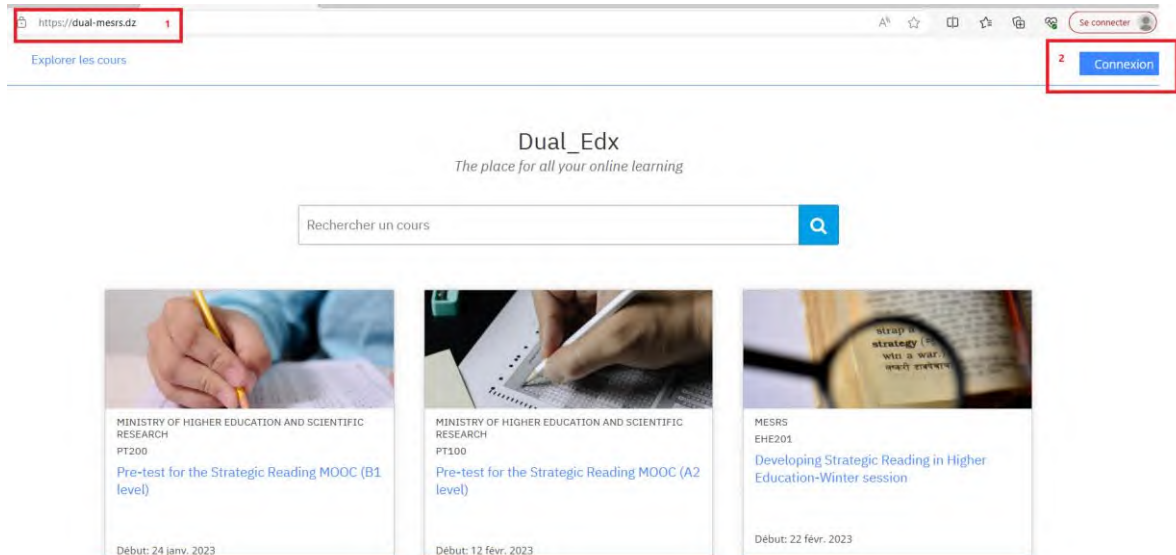 https://dual-mesrs.dz 1
Se connecter
Explorer les cours
2 Connexion
Dual_Edx
The place for all your online learning
Rechercher un cours
strap a
strategy
win a war.
MINISTRY OF HIGHER EDUCATION AND SCIENTIFIC
RESEARCH
PT200
Pre-test for the Strategic Reading MOOC (B1
level)
Début: 24 janv. 2023
MINISTRY OF HIGHER EDUCATION AND SCIENTIFIC
RESEARCH
PT100
Pre-test for the Strategic Reading MOOC (A2
level)
Début: 12 févr. 2023
MESRS
EHE201
Developing Strategic Reading in Higher
Education-Winter session
Début: 22 févr. 2023